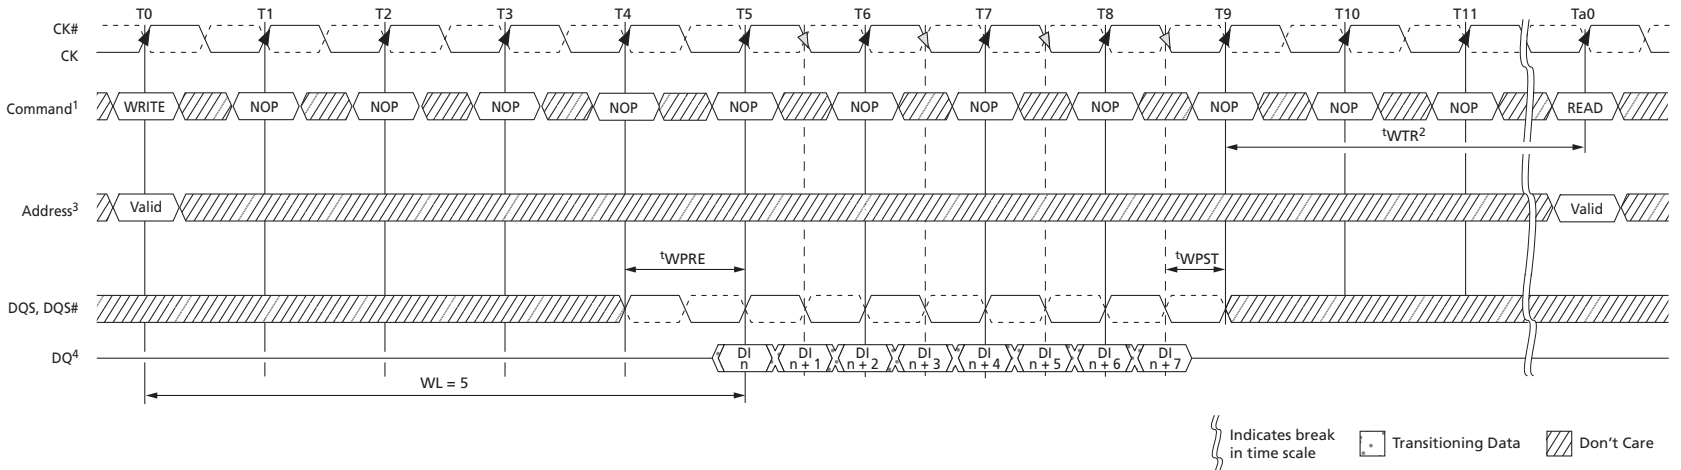 T0 T1 T2 T3 T4 T5 T6 T7 T8 T9 T10 T11 Ta0
CK#
CK
Command1 WRITE NOP NOP NOP NOP NOP NOP NOP NOP NOP NOP NOP READ
tWTR2
Address3 Valid Valid
tWPRE tWPST
DQS, DQS#
DQ4 DI n DI n + 1 DI n + 2 DI n + 3 DI n + 4 DI n + 5 DI n + 6 DI n + 7
WL = 5
Indicates break
in time scale
Transitioning Data
Don't Care